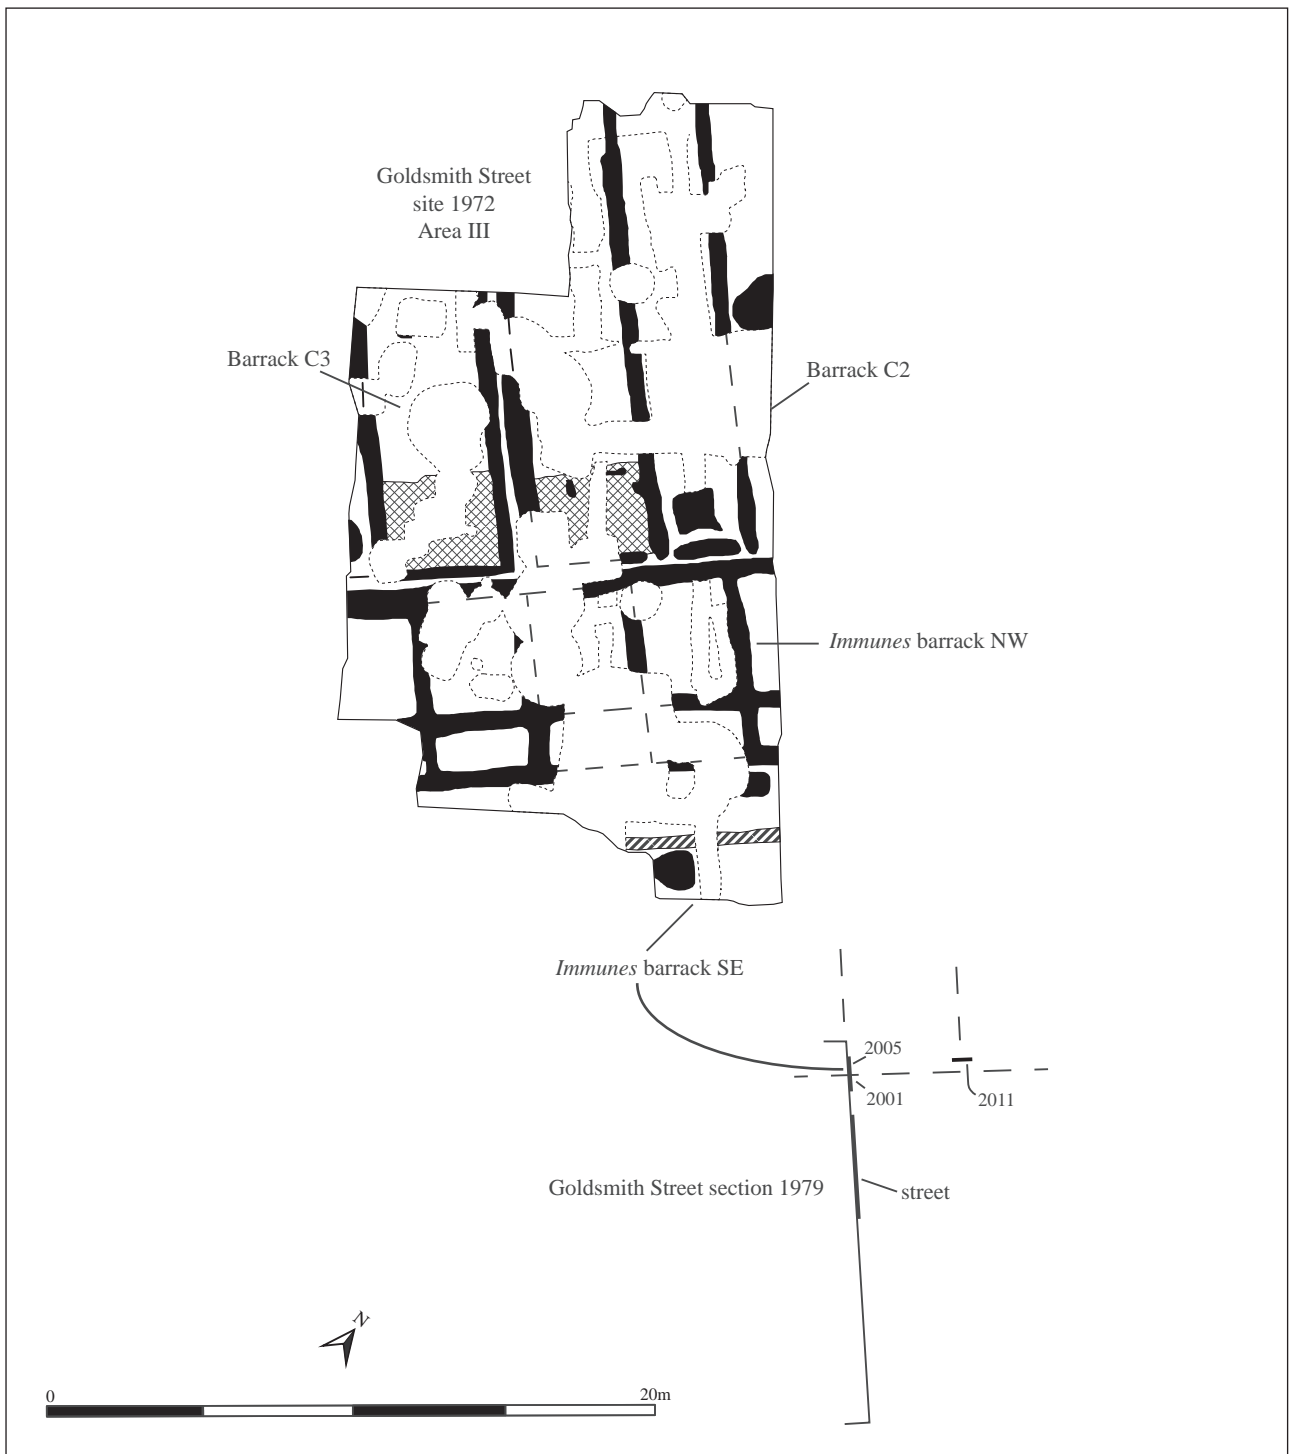 Goldsmith Street
site 1972
Area III
Barrack C3
Barrack C2
Immunes barrack NW
Immunes barrack SE
2005
2001
2011
Goldsmith Street section 1979
street
N
0
20m